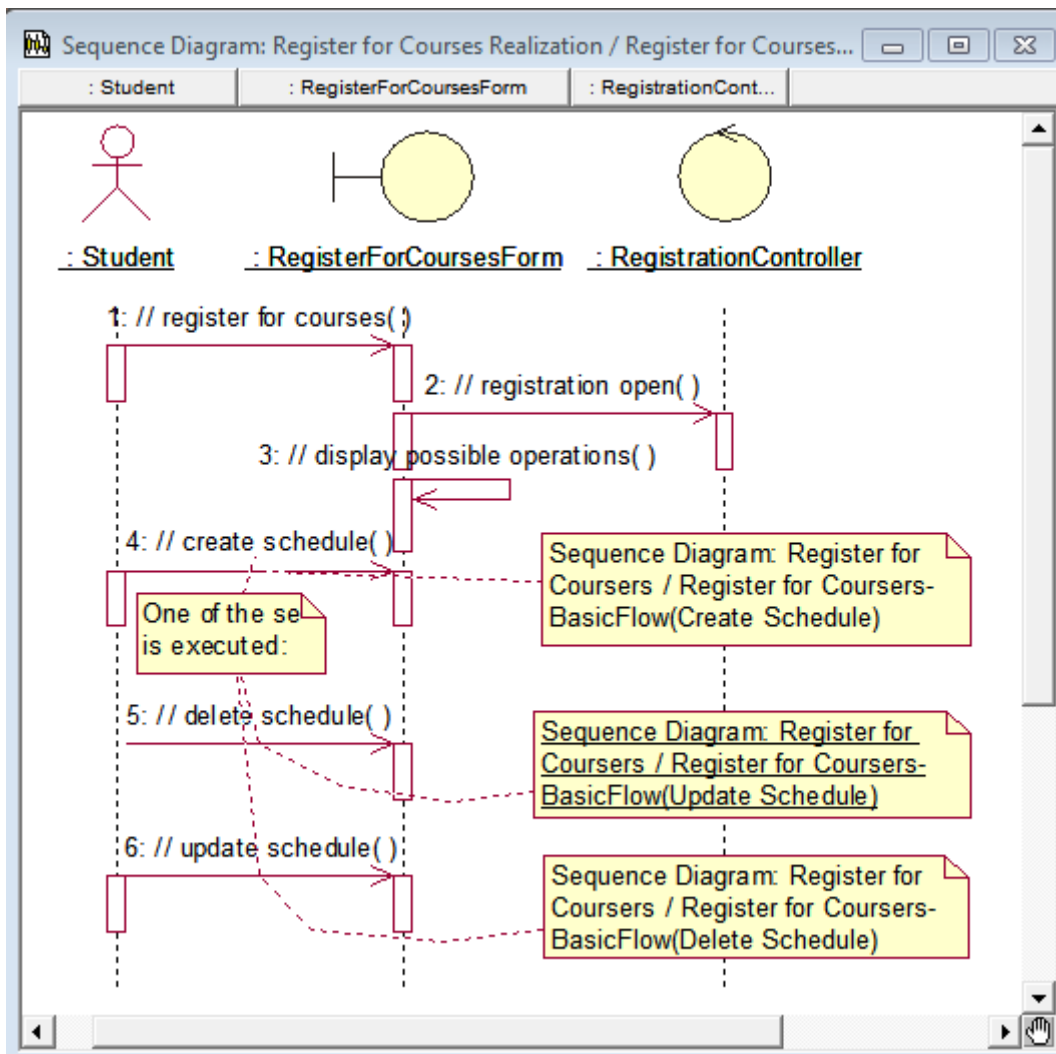 Sequence Diagram: Register for Courses Realization / Register for Courses...
: Student
: RegisterForCoursesForm
: RegistrationCont...
: Student
: RegisterForCoursesForm
: RegistrationController
1: // register for courses( )
2: // registration open( )
3: // display possible operations( )
4: // create schedule( )
Sequence Diagram: Register for
Coursers / Register for Coursers-
BasicFlow(Create Schedule)
One of the se
is executed:
5: // delete schedule( )
Sequence Diagram: Register for
Coursers / Register for Coursers-
BasicFlow(Update Schedule)
6: // update schedule( )
Sequence Diagram: Register for
Coursers / Register for Coursers-
BasicFlow(Delete Schedule)